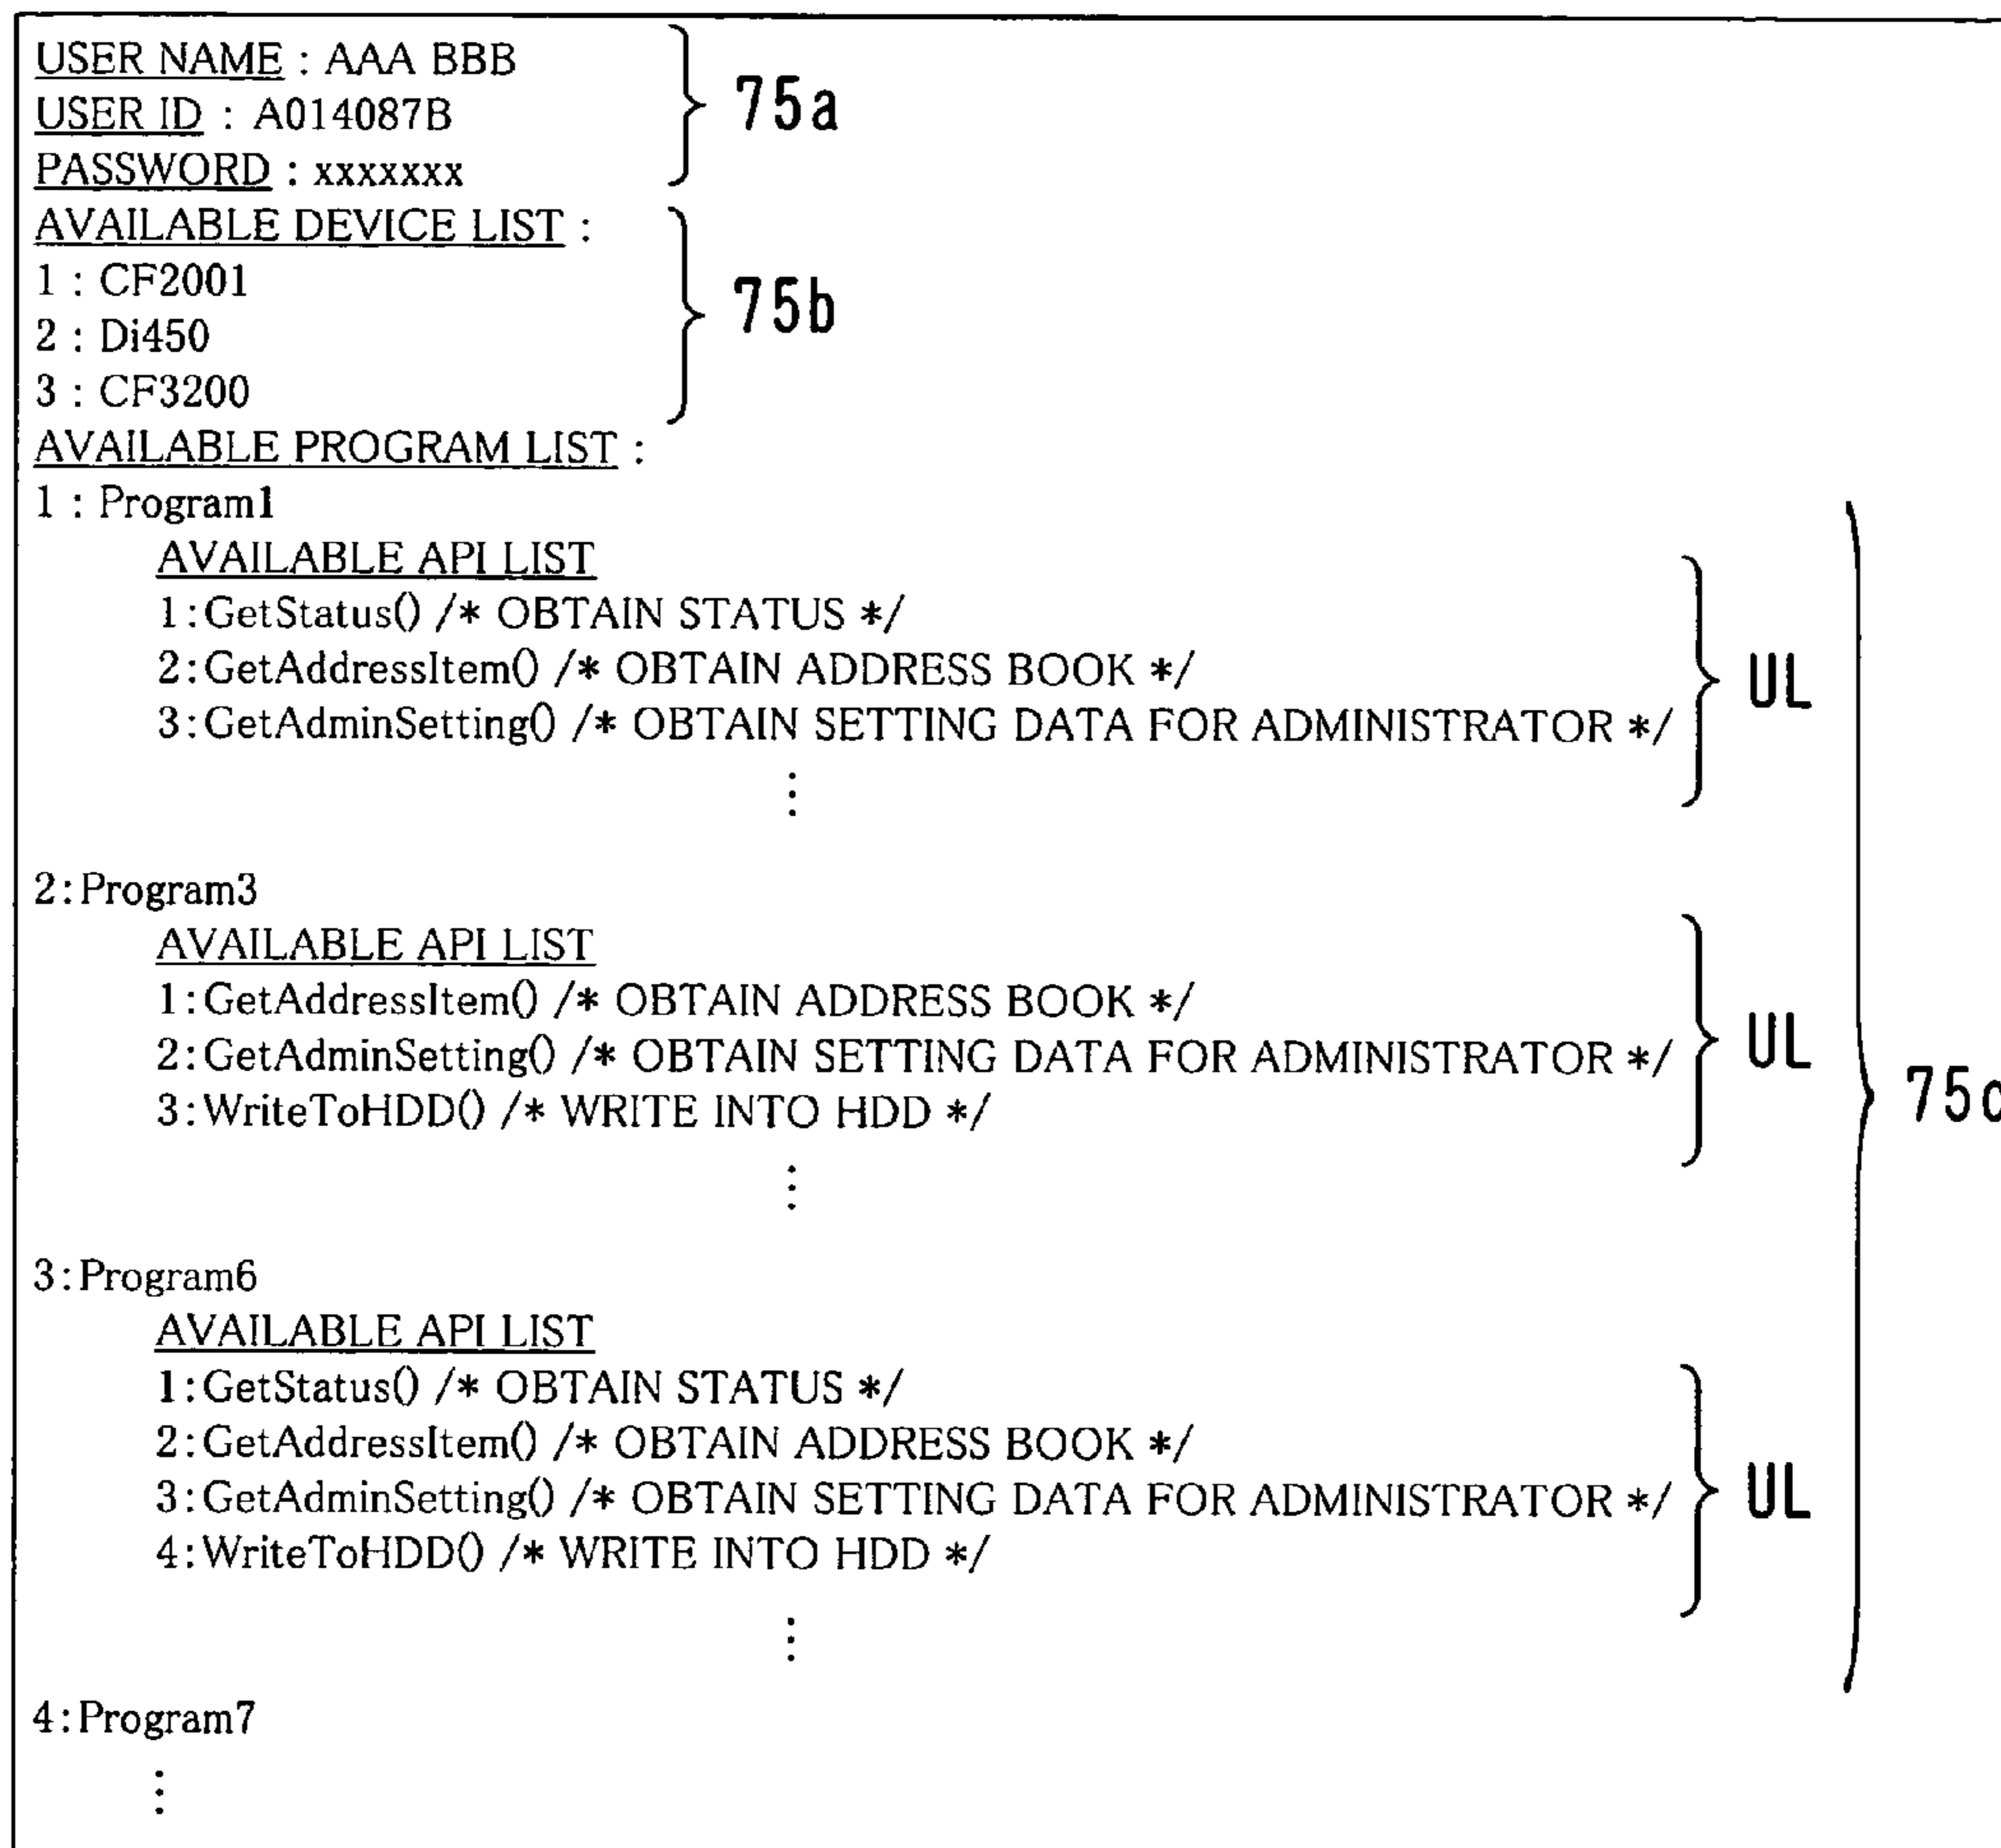 USER NAME : AAA BBB
USER ID : A014087B
PASSWORD : xxxxxxx
75a
AVAILABLE DEVICE LIST :
1 : CF2001
2 : Di450
3 : CF3200
75b
AVAILABLE PROGRAM LIST :
1 : Program1
AVAILABLE API LIST
1:GetStatus() /* OBTAIN STATUS */
2:GetAddressItem() /* OBTAIN ADDRESS BOOK */
3:GetAdminSetting() /* OBTAIN SETTING DATA FOR ADMINISTRATOR */
⋮
UL
2:Program3
AVAILABLE API LIST
1:GetAddressItem() /* OBTAIN ADDRESS BOOK */
2:GetAdminSetting() /* OBTAIN SETTING DATA FOR ADMINISTRATOR */
3:WriteToHDD() /* WRITE INTO HDD */
⋮
UL
75c
3:Program6
AVAILABLE API LIST
1:GetStatus() /* OBTAIN STATUS */
2:GetAddressItem() /* OBTAIN ADDRESS BOOK */
3:GetAdminSetting() /* OBTAIN SETTING DATA FOR ADMINISTRATOR */
4:WriteToHDD() /* WRITE INTO HDD */
⋮
UL
4:Program7
⋮